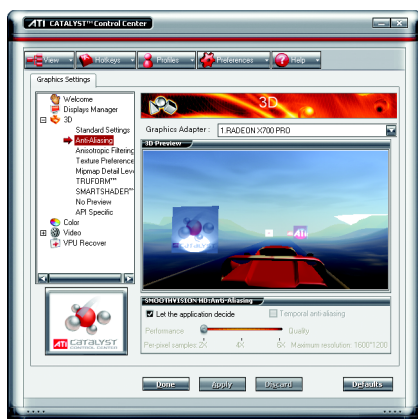 ATI CATALYST™ Control Center
View
Hotkeys
Profiles
Preferences
Help
Graphics Settings
Welcome
Displays Manager
3D
Standard Settings
Anti-Aliasing
Anisotropic Filtering
Texture Preference
Mipmap Detail Leve
TRUFORM™
SMARTSHADER™
No Preview
API Specific
Color
Video
VPU Recover
ATI CATALYST
CONTROL CENTER
3D
Graphics Adapter :
1.RADEON X700 PRO
3D Preview
ATI
SMOOTHVISION HD:Anti-Aliasing
Let the application decide
Temporal anti-aliasing
Performance
Quality
Per-pixel samples 2X 4X 6X Maximum resolution: 1600*1200
Done
Apply
Discard
Defaults